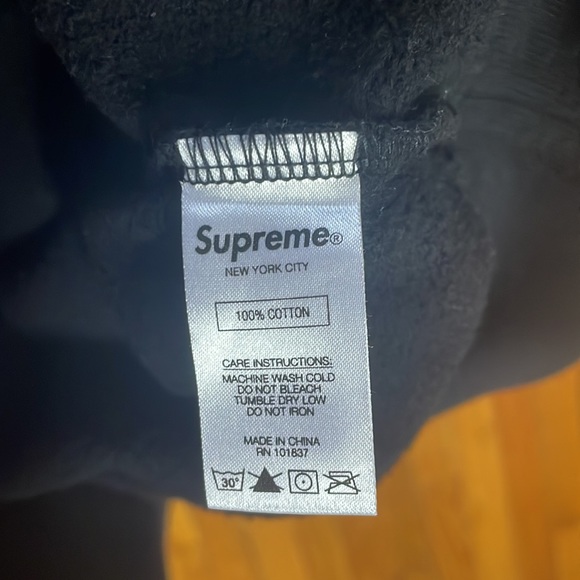 Supreme®
NEW YORK CITY
100% COTTON
CARE INSTRUCTIONS:
MACHINE WASH COLD
DO NOT BLEACH
TUMBLE DRY LOW
DO NOT IRON
MADE IN CHINA
RN 101837
30°